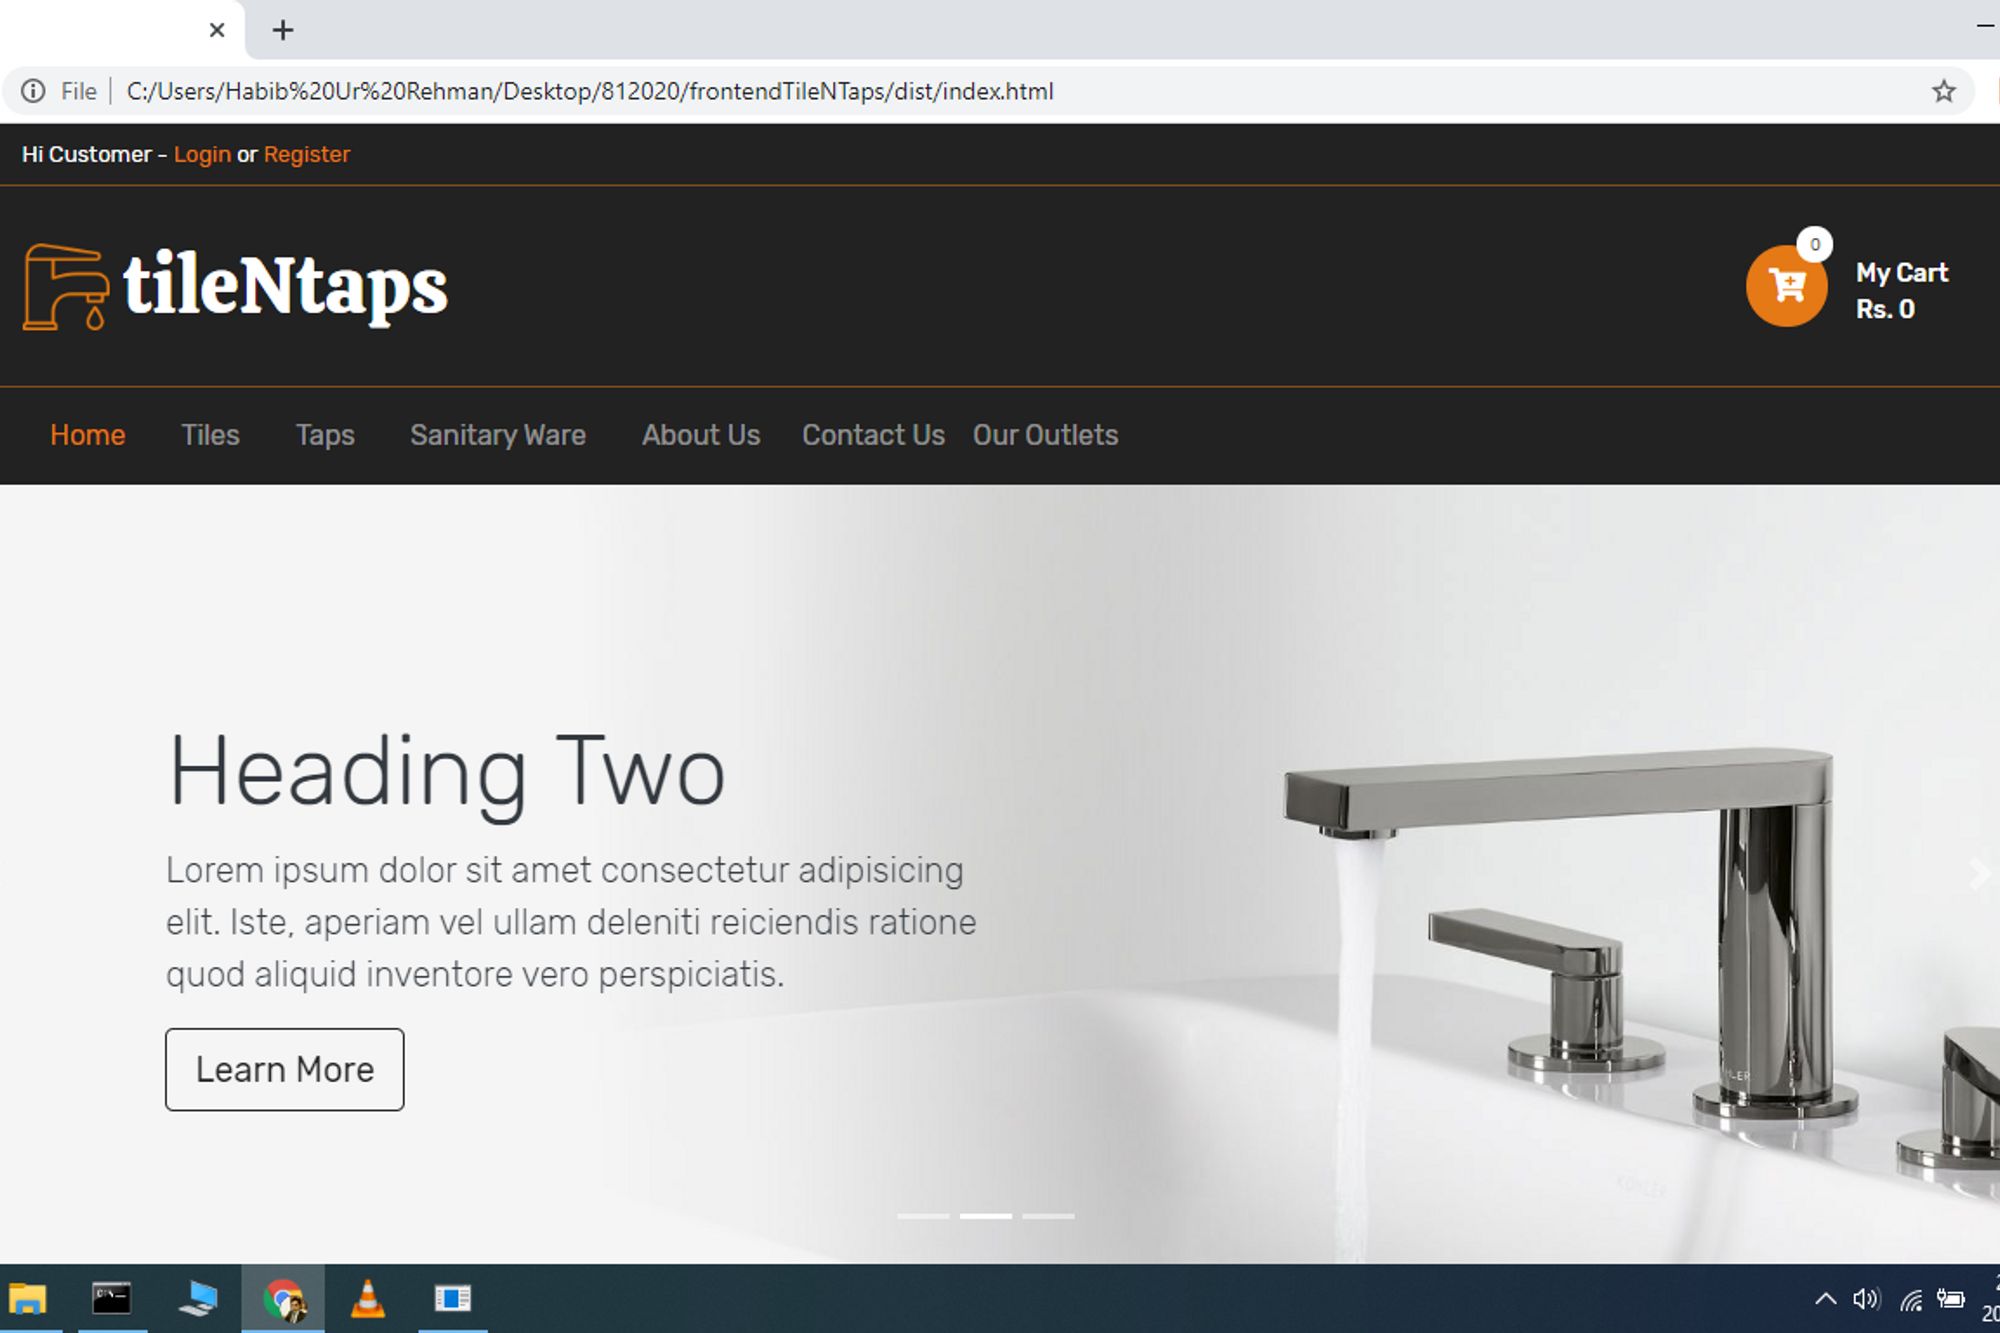 File C:/Users/Habib%20Ur%20Rehman/Desktop/812020/frontendTileNTaps/dist/index.html
Hi Customer - Login or Register
tileNtaps
0
My Cart
Rs. 0
Home Tiles Taps Sanitary Ware About Us Contact Us Our Outlets
Heading Two
Lorem ipsum dolor sit amet consectetur adipisicing
elit. Iste, aperiam vel ullam deleniti reiciendis ratione
quod aliquid inventore vero perspiciatis.
Learn More
KOHLER